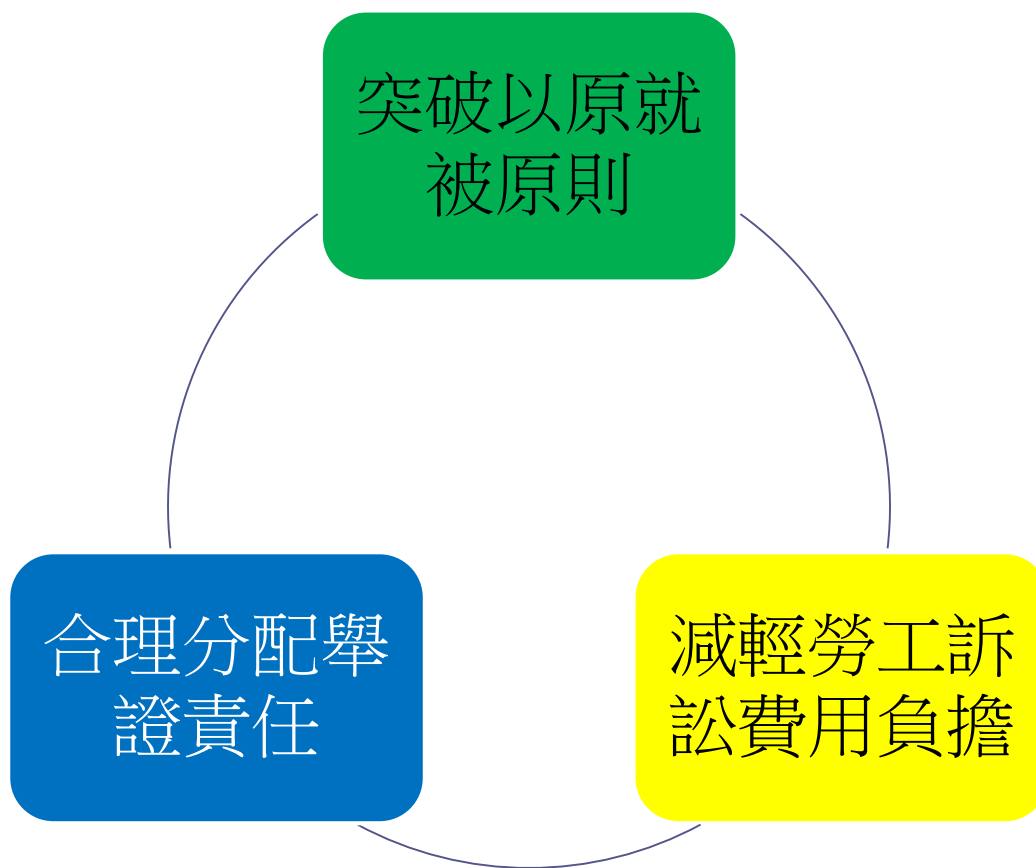 突破以原就
被原則
合理分配舉
證責任
減輕勞工訴
訟費用負擔